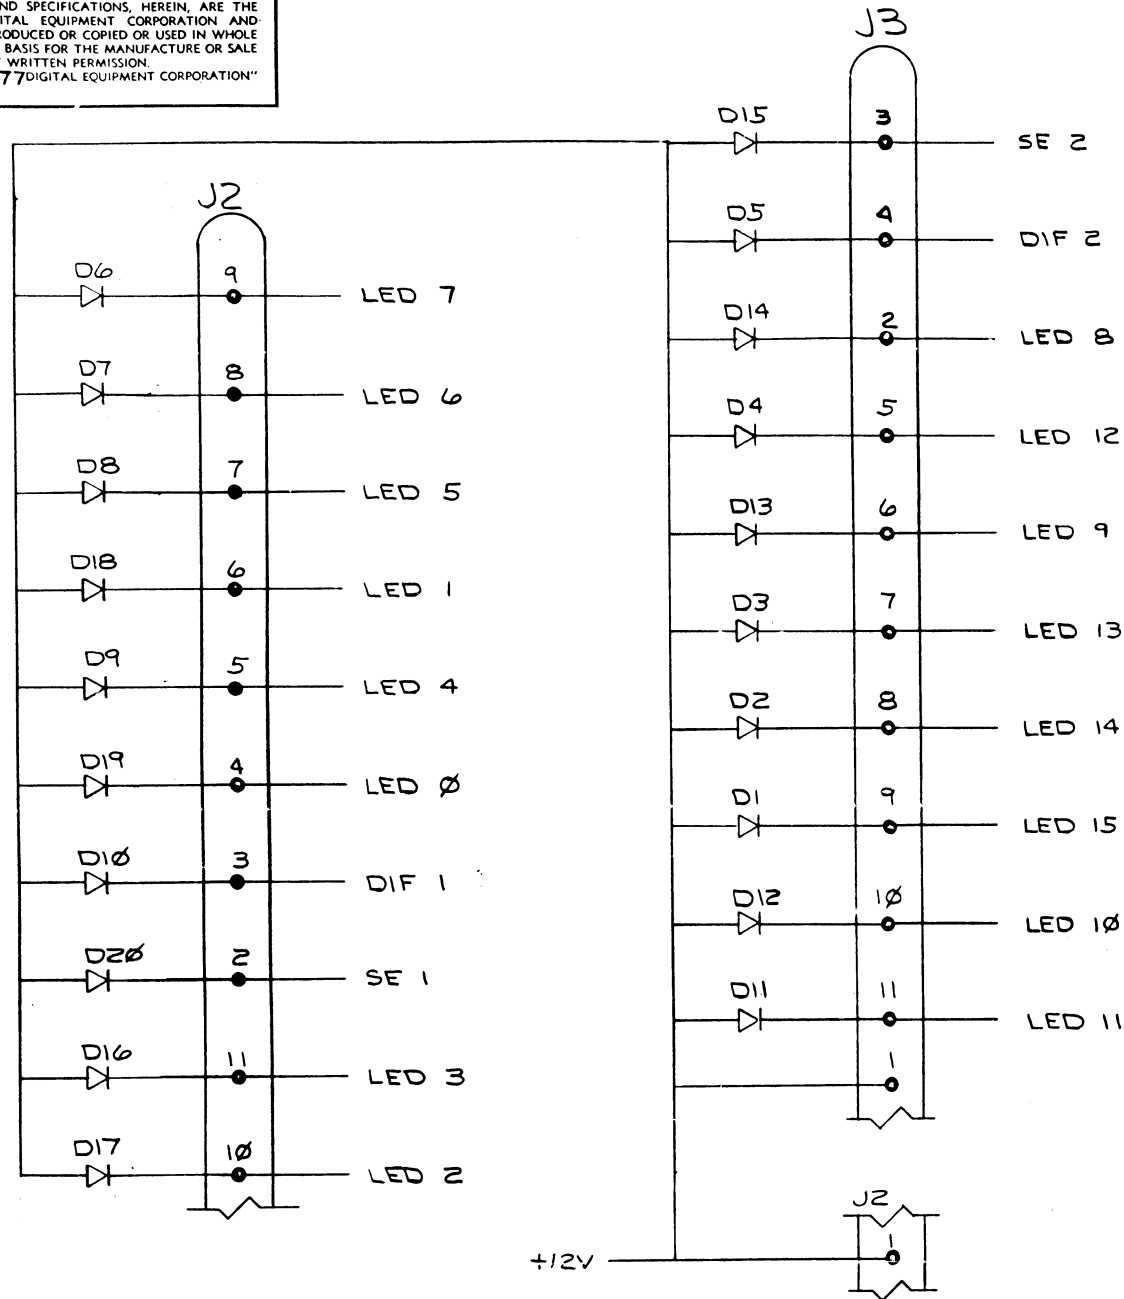 ND SPECIFICATIONS, HEREIN, ARE THE
ITAL EQUIPMENT CORPORATION AND
RODUCED OR COPIED OR USED IN WHOLE
BASIS FOR THE MANUFACTURE OR SALE
WRITTEN PERMISSION.
77 DIGITAL EQUIPMENT CORPORATION"
J2
D6 9 LED 7
D7 8 LED 6
D8 7 LED 5
D18 6 LED 1
D9 5 LED 4
D19 4 LED Ø
D1Ø 3 DIF 1
D2Ø 2 SE 1
D16 11 LED 3
D17 1Ø LED 2
J3
D15 3 SE 2
D5 4 DIF 2
D14 2 LED 8
D4 5 LED 12
D13 6 LED 9
D3 7 LED 13
D2 8 LED 14
D1 9 LED 15
D12 1Ø LED 1Ø
D11 11 LED 11
1
J2
+12V 1